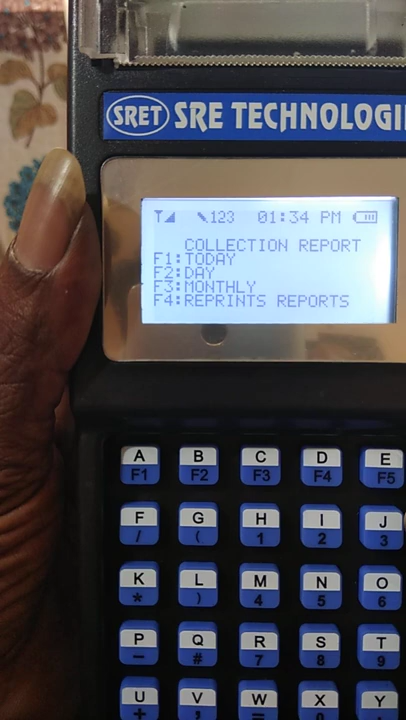 SRET SRE TECHNOLOGI
123 01:34 PM
COLLECTION REPORT
F1:TODAY
F2:DAY
F3:MONTHLY
F4:REPRINTS REPORTS
A B C D E
F1 F2 F3 F4 F5
F G H I J
/ ( 1 2 3
K L M N O
* ) 4 5 6
P Q R S T
- # 7 8 9
U V W X Y